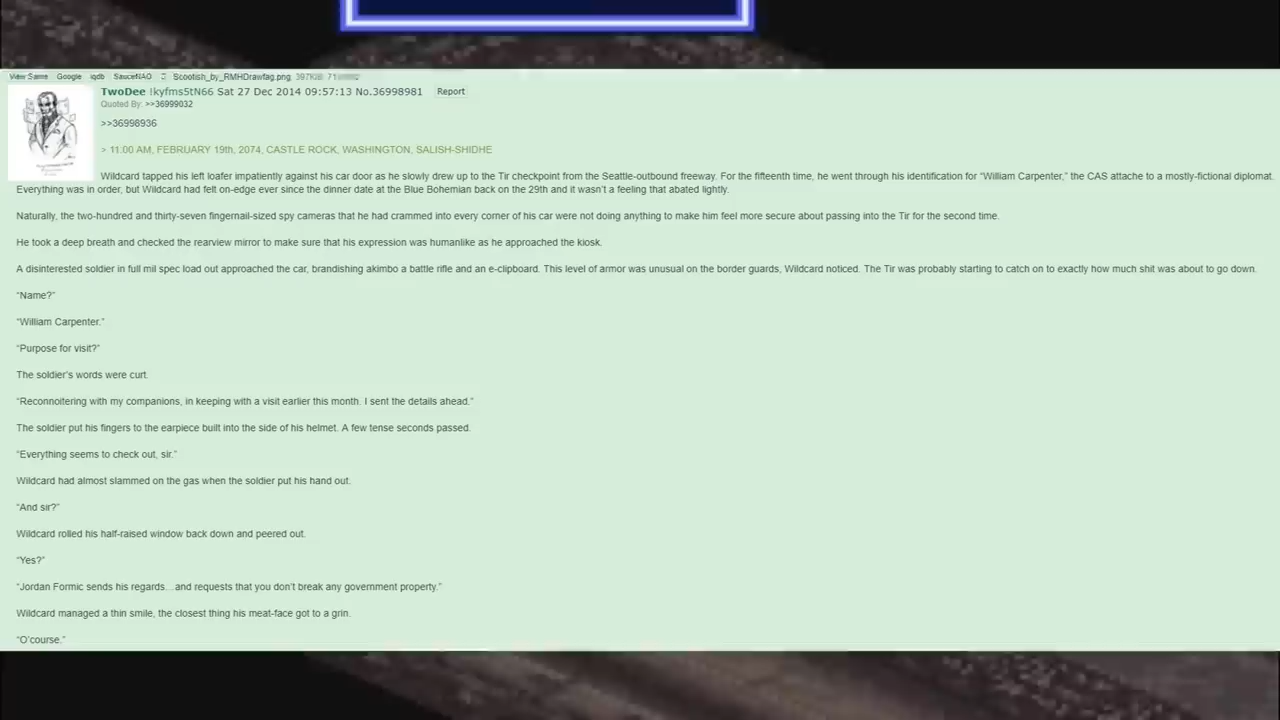 View Same Google iqdb SauceNAO Scootish_by_RMHDrawfag.png
TwoDee !kyfms5tN66 Sat 27 Dec 2014 09:57:13 No.36998981 Report
Quoted By: >>36999032
>>36998936
> 11:00 AM, FEBRUARY 19th, 2074, CASTLE ROCK, WASHINGTON, SALISH-SHIDHE
Wildcard tapped his left loafer impatiently against his car door as he slowly drew up to the Tir checkpoint from the Seattle-outbound freeway. For the fifteenth time, he went through his identification for “William Carpenter,” the CAS attache to a mostly-fictional diplomat.
Everything was in order, but Wildcard had felt on-edge ever since the dinner date at the Blue Bohemian back on the 29th and it wasn’t a feeling that abated lightly.
Naturally, the two-hundred and thirty-seven fingernail-sized spy cameras that he had crammed into every corner of his car were not doing anything to make him feel more secure about passing into the Tir for the second time.
He took a deep breath and checked the rearview mirror to make sure that his expression was humanlike as he approached the kiosk.
A disinterested soldier in full mil spec load out approached the car, brandishing akimbo a battle rifle and an e-clipboard. This level of armor was unusual on the border guards, Wildcard noticed. The Tir was probably starting to catch on to exactly how much shit was about to go down.
“Name?”
“William Carpenter.”
“Purpose for visit?”
The soldier’s words were curt.
“Reconnoitering with my companions, in keeping with a visit earlier this month. I sent the details ahead.”
The soldier put his fingers to the earpiece built into the side of his helmet. A few tense seconds passed.
“Everything seems to check out, sir.”
Wildcard had almost slammed on the gas when the soldier put his hand out.
“And sir?”
Wildcard rolled his half-raised window back down and peered out.
“Yes?”
“Jordan Formic sends his regards... and requests that you don’t break any government property.”
Wildcard managed a thin smile, the closest thing his meat-face got to a grin.
“O’course.”